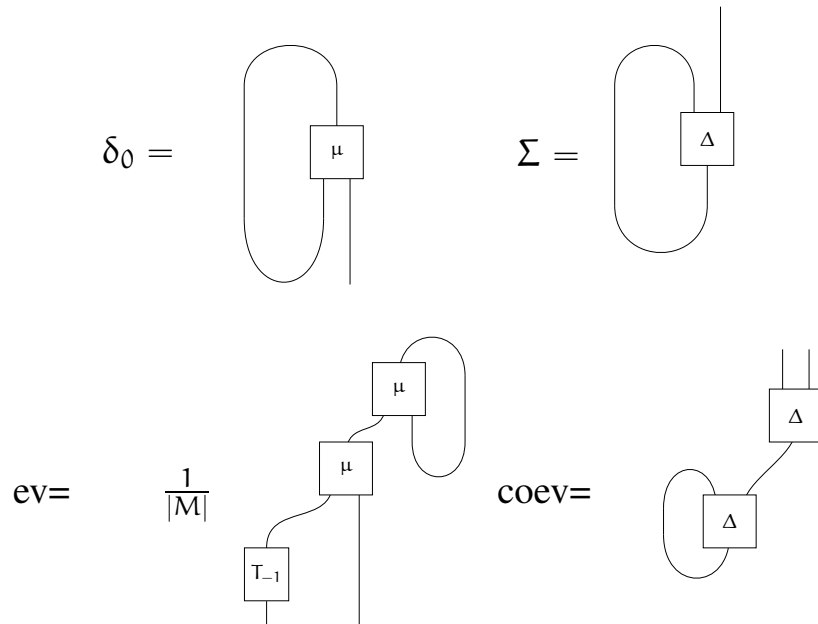 δ₀ = μ Σ = Δ
μ
Δ
ev= 1/|M| μ coev=
Δ
T₋₁